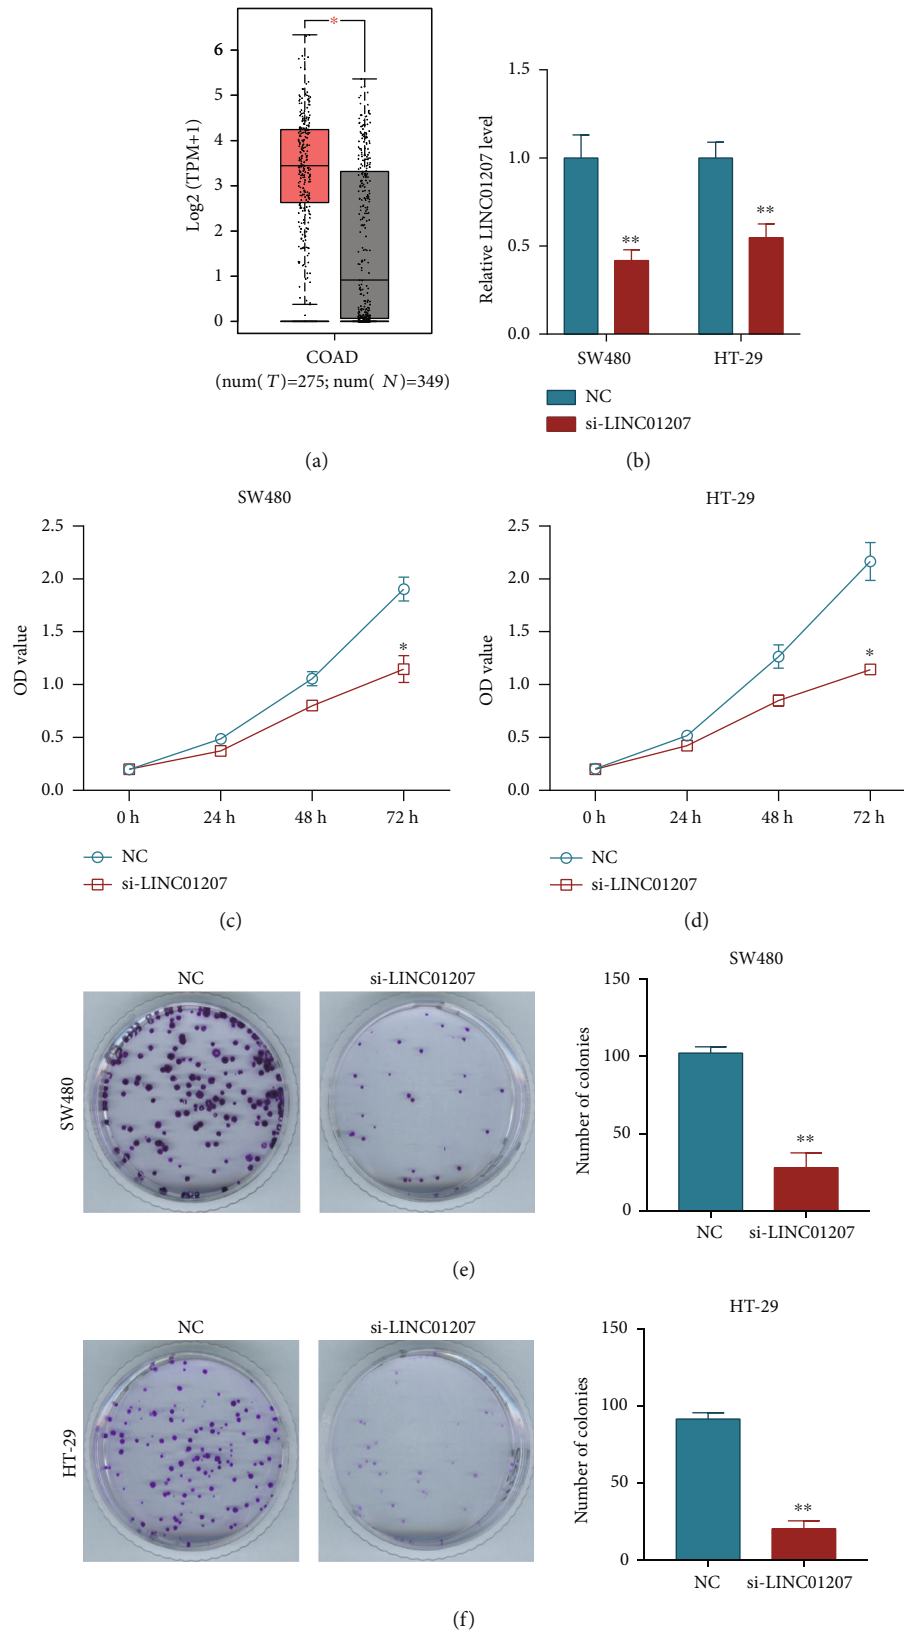 *
6
5
4
3
2
1
0
Log2 (TPM+1)
COAD
(num( T)=275; num( N)=349)
(a)
1.5
1.0
0.5
0.0
Relative LINC01207 level
**
**
SW480 HT-29
NC
si-LINC01207
(b)
SW480
2.5
2.0
1.5
1.0
0.5
0.0
OD value
*
0 h 24 h 48 h 72 h
NC
si-LINC01207
(c)
HT-29
2.5
2.0
1.5
1.0
0.5
0.0
OD value
*
0 h 24 h 48 h 72 h
NC
si-LINC01207
(d)
NC si-LINC01207
SW480
SW480
150
100
50
0
Number of colonies
**
NC si-LINC01207
(e)
NC si-LINC01207
HT-29
HT-29
150
100
50
0
Number of colonies
**
NC si-LINC01207
(f)